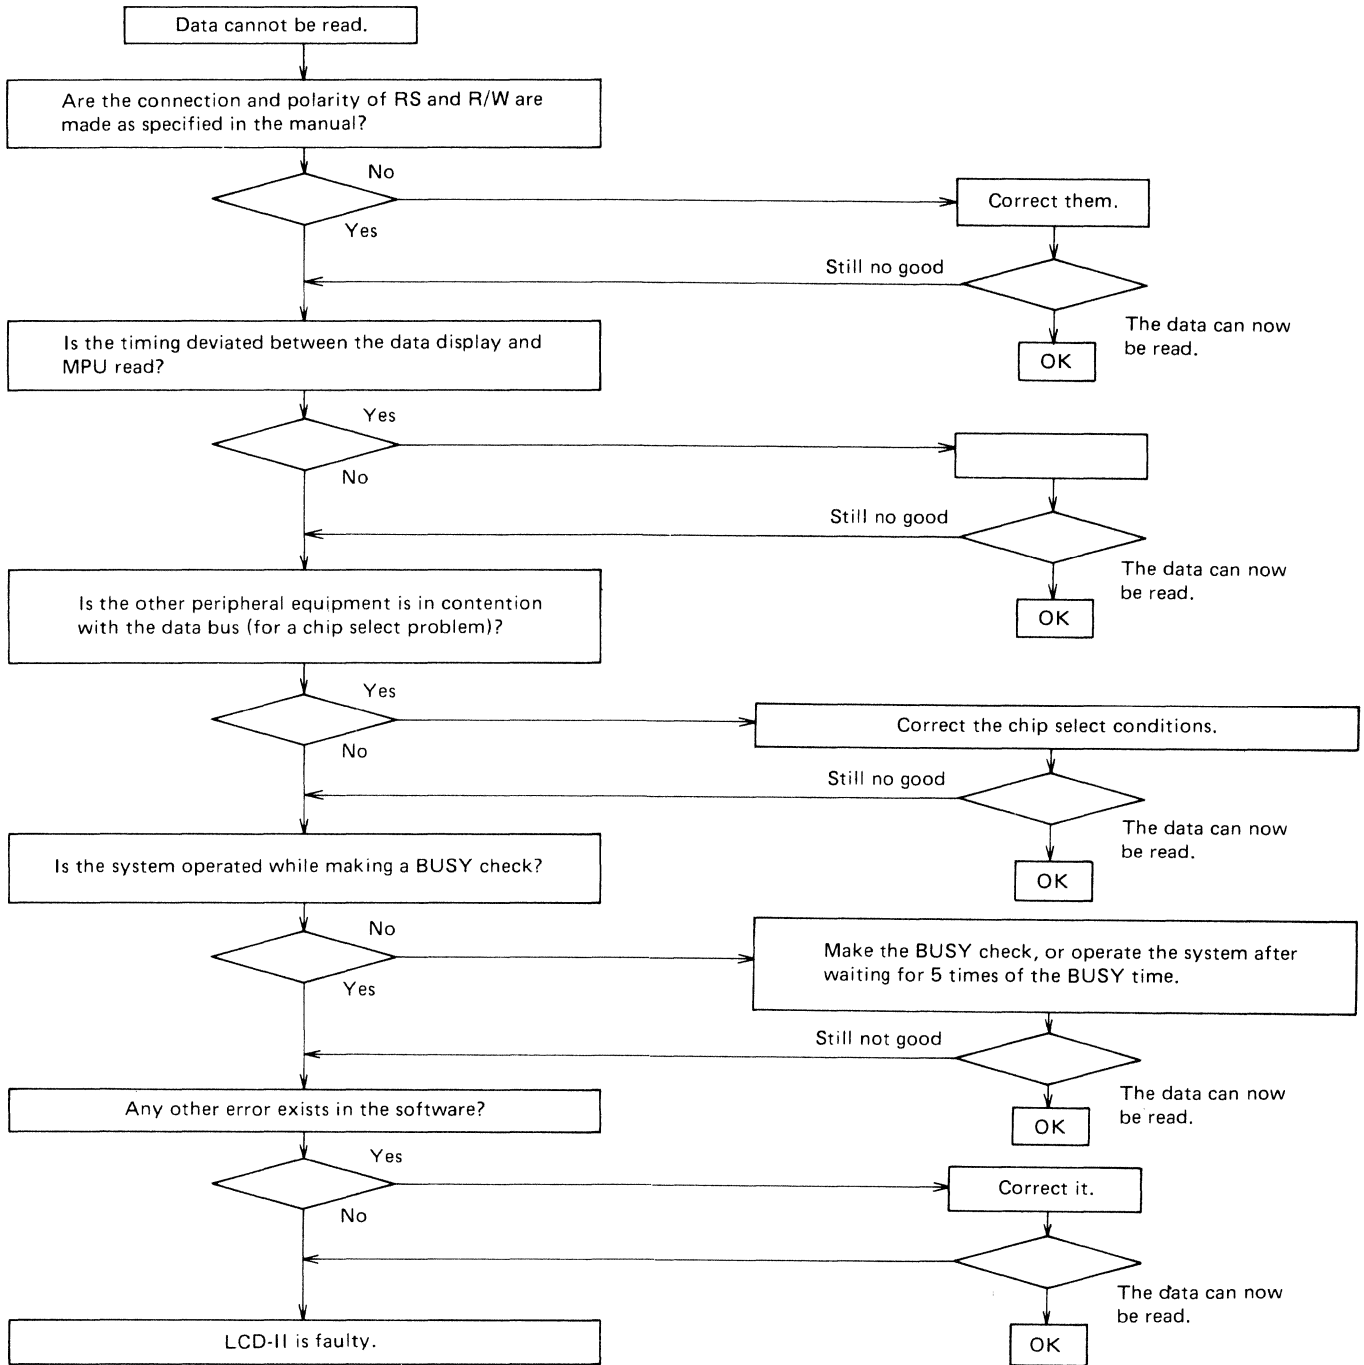 Data cannot be read.
Are the connection and polarity of RS and R/W are
made as specified in the manual?
No
Correct them.
Yes
Still no good
The data can now
be read.
OK
Is the timing deviated between the data display and
MPU read?
Yes
No
Still no good
The data can now
be read.
OK
Is the other peripheral equipment is in contention
with the data bus (for a chip select problem)?
Yes
Correct the chip select conditions.
No
Still no good
The data can now
be read.
OK
Is the system operated while making a BUSY check?
No
Make the BUSY check, or operate the system after
waiting for 5 times of the BUSY time.
Yes
Still not good
The data can now
be read.
OK
Any other error exists in the software?
Yes
Correct it.
No
The data can now
be read.
OK
LCD-II is faulty.